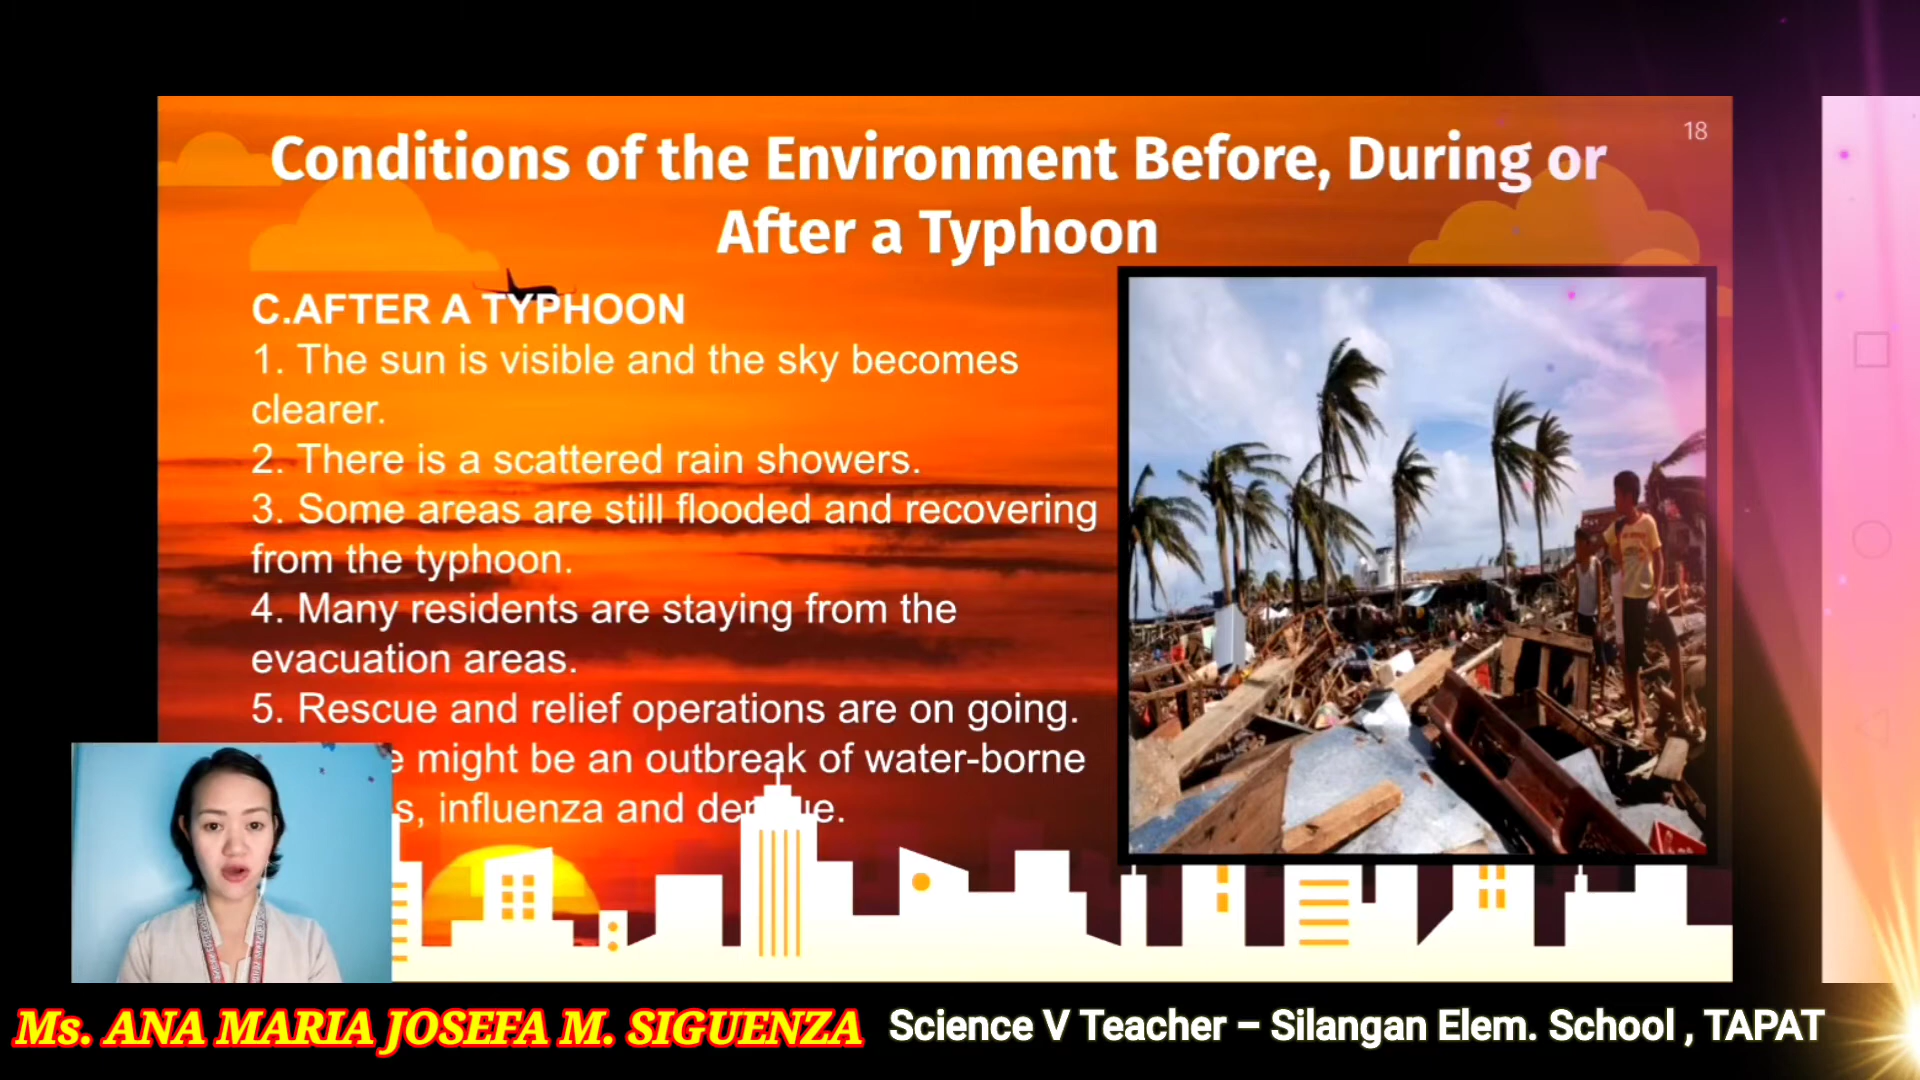 18
Conditions of the Environment Before, During or
After a Typhoon
C.AFTER A TYPHOON
1. The sun is visible and the sky becomes
clearer.
2. There is a scattered rain showers.
3. Some areas are still flooded and recovering
from the typhoon.
4. Many residents are staying from the
evacuation areas.
5. Rescue and relief operations are on going.
might be an outbreak of water-borne
influenza and dengue.
Ms. ANA MARIA JOSEFA M. SIGUENZA Science V Teacher – Silangan Elem. School , TAPAT